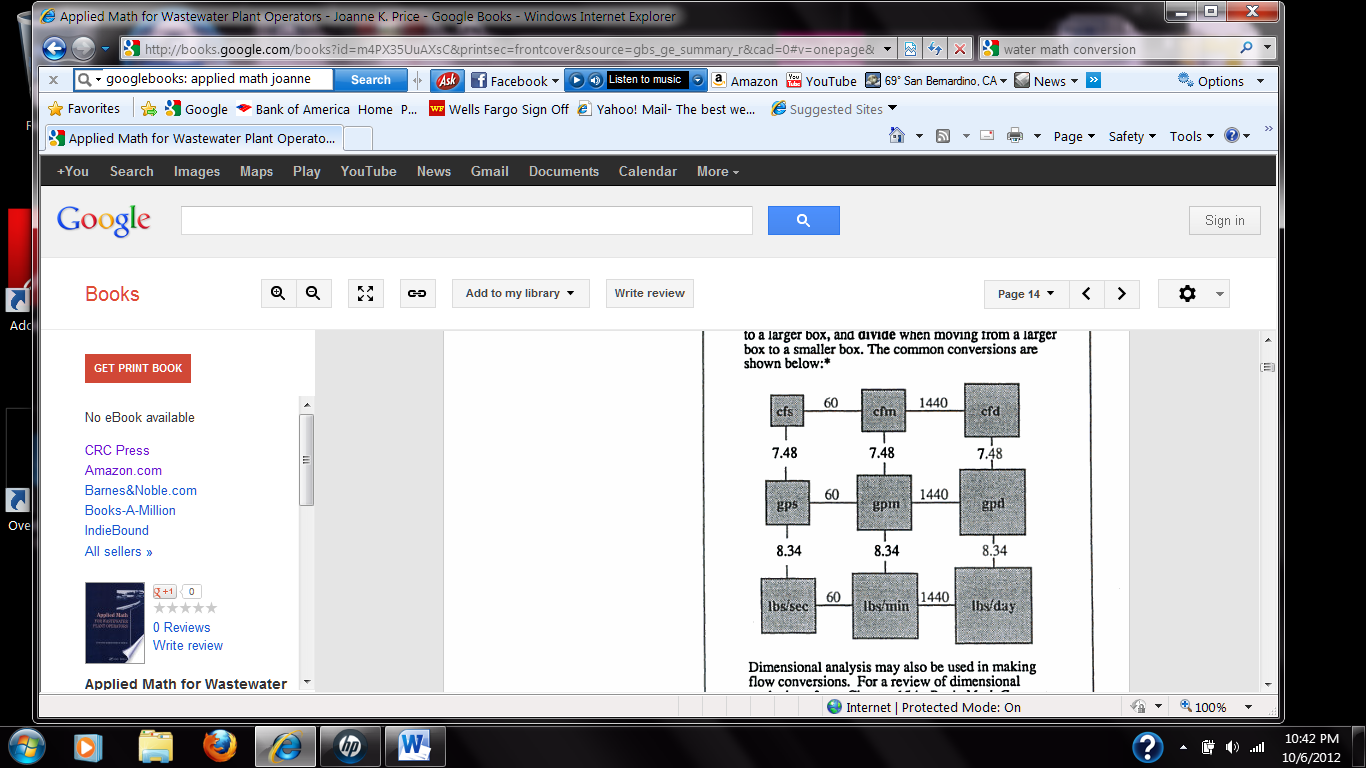 Applied Math for Wastewater Plant Operators - Joanne K. Price - Google Books - Windows Internet Explorer
http://books.google.com/books?id=m4PX35UuAXsC&printsec=frontcover&source=gbs_ge_summary_r&cad=0#v=onepage&
water math conversion
x googlebooks: applied math joanne Search Ask Facebook Listen to music Amazon YouTube 69° San Bernardino, CA News Options
Favorites Google Bank of America Home P... Wells Fargo Sign Off Yahoo! Mail- The best we... Suggested Sites
Applied Math for Wastewater Plant Operato... Page Safety Tools
+You Search Images Maps Play YouTube News Gmail Documents Calendar More
Google Sign in
Books Add to my library Write review Page 14
GET PRINT BOOK
No eBook available
CRC Press
Amazon.com
Barnes&Noble.com
Books-A-Million
IndieBound
All sellers »
g +1 0
0 Reviews
Write review
Applied Math for Wastewater
to a larger box, and divide when moving from a larger
box to a smaller box. The common conversions are
shown below:*
cfs 60 cfm 1440 cfd
7.48 7.48 7.48
gps 60 gpm 1440 gpd
8.34 8.34 8.34
lbs/sec 60 lbs/min 1440 lbs/day
Dimensional analysis may also be used in making
flow conversions. For a review of dimensional
Internet | Protected Mode: On 100%
Ado
Ove
hp
W
10:42 PM
10/6/2012